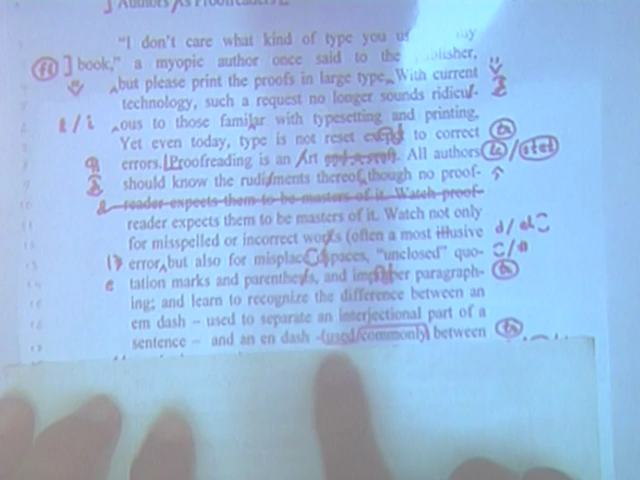 Authors As Proofreaders
"I don't care what kind of type you
book," a myopic author once said to the
but please print the proofs in large type. With current
technology, such a request no longer sounds ridicul-
ous to those familar with typesetting and printing.
Yet even today, type is not reset to correct
errors. Proofreading is an Art All authors
should know the rudiments thereof though no proof-
reader expects them to be masters of it. Watch proof-
reader expects them to be masters of it. Watch not only
for misspelled or incorrect works (often a most illusive
error, but also for misplace spaces, "unclosed" quo-
tation marks and parentheses, and improper paragraph-
ing; and learn to recognize the difference between an
em dash – used to separate an interjectional part of a
sentence – and an en dash -(used commonly between